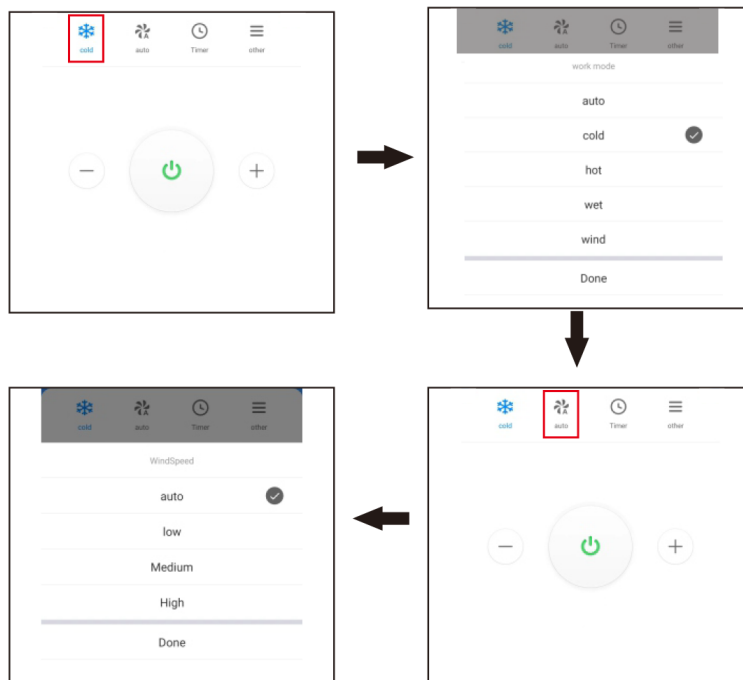 cold auto Timer other
cold auto Timer other
work mode
auto
cold
hot
wet
wind
Done
cold auto Timer other
cold auto Timer other
WindSpeed
auto
low
Medium
High
Done